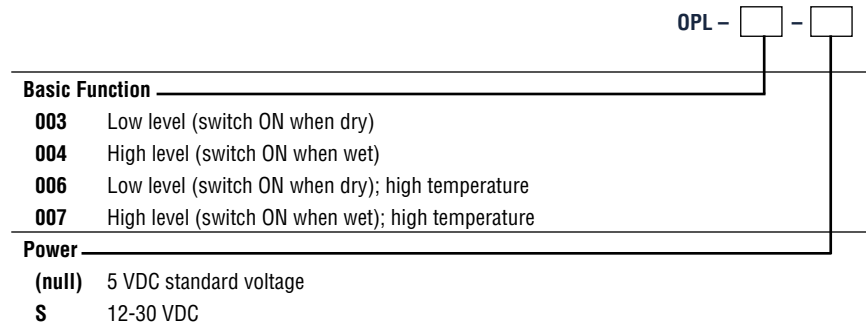 OPL – –
Basic Function
003 Low level (switch ON when dry)
004 High level (switch ON when wet)
006 Low level (switch ON when dry); high temperature
007 High level (switch ON when wet); high temperature
Power
(null) 5 VDC standard voltage
S 12-30 VDC